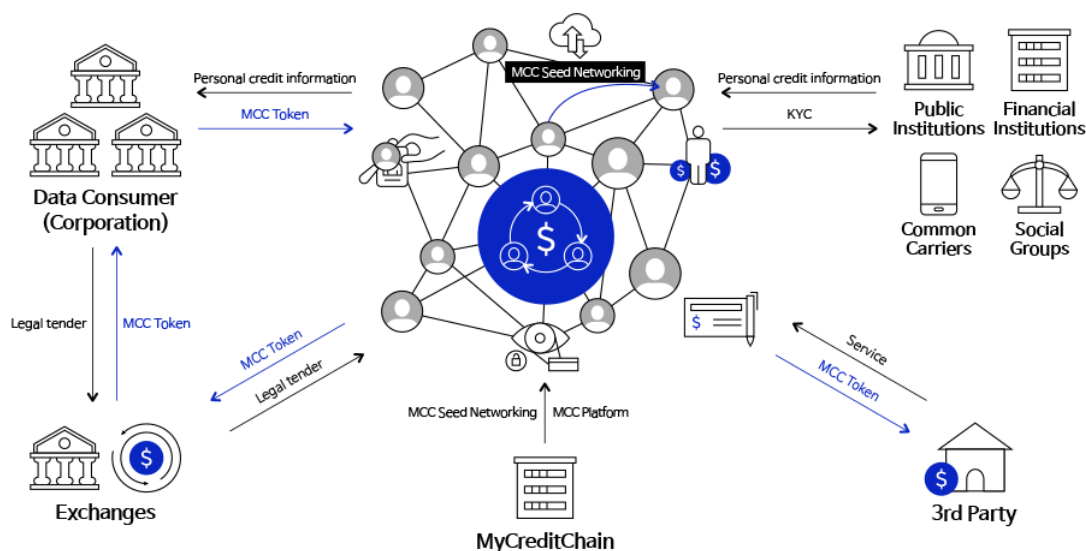 MCC Seed Networking
Personal credit information
MCC Token
Personal credit information
KYC
Public
Institutions
Financial
Institutions
$
$
Data Consumer
(Corporation)
$
Common
Carriers
Social
Groups
Legal tender
MCC Token
MCC Token
Legal tender
$
Service
MCC Token
MCC Seed Networking
MCC Platform
$
$
Exchanges
3rd Party
MyCreditChain